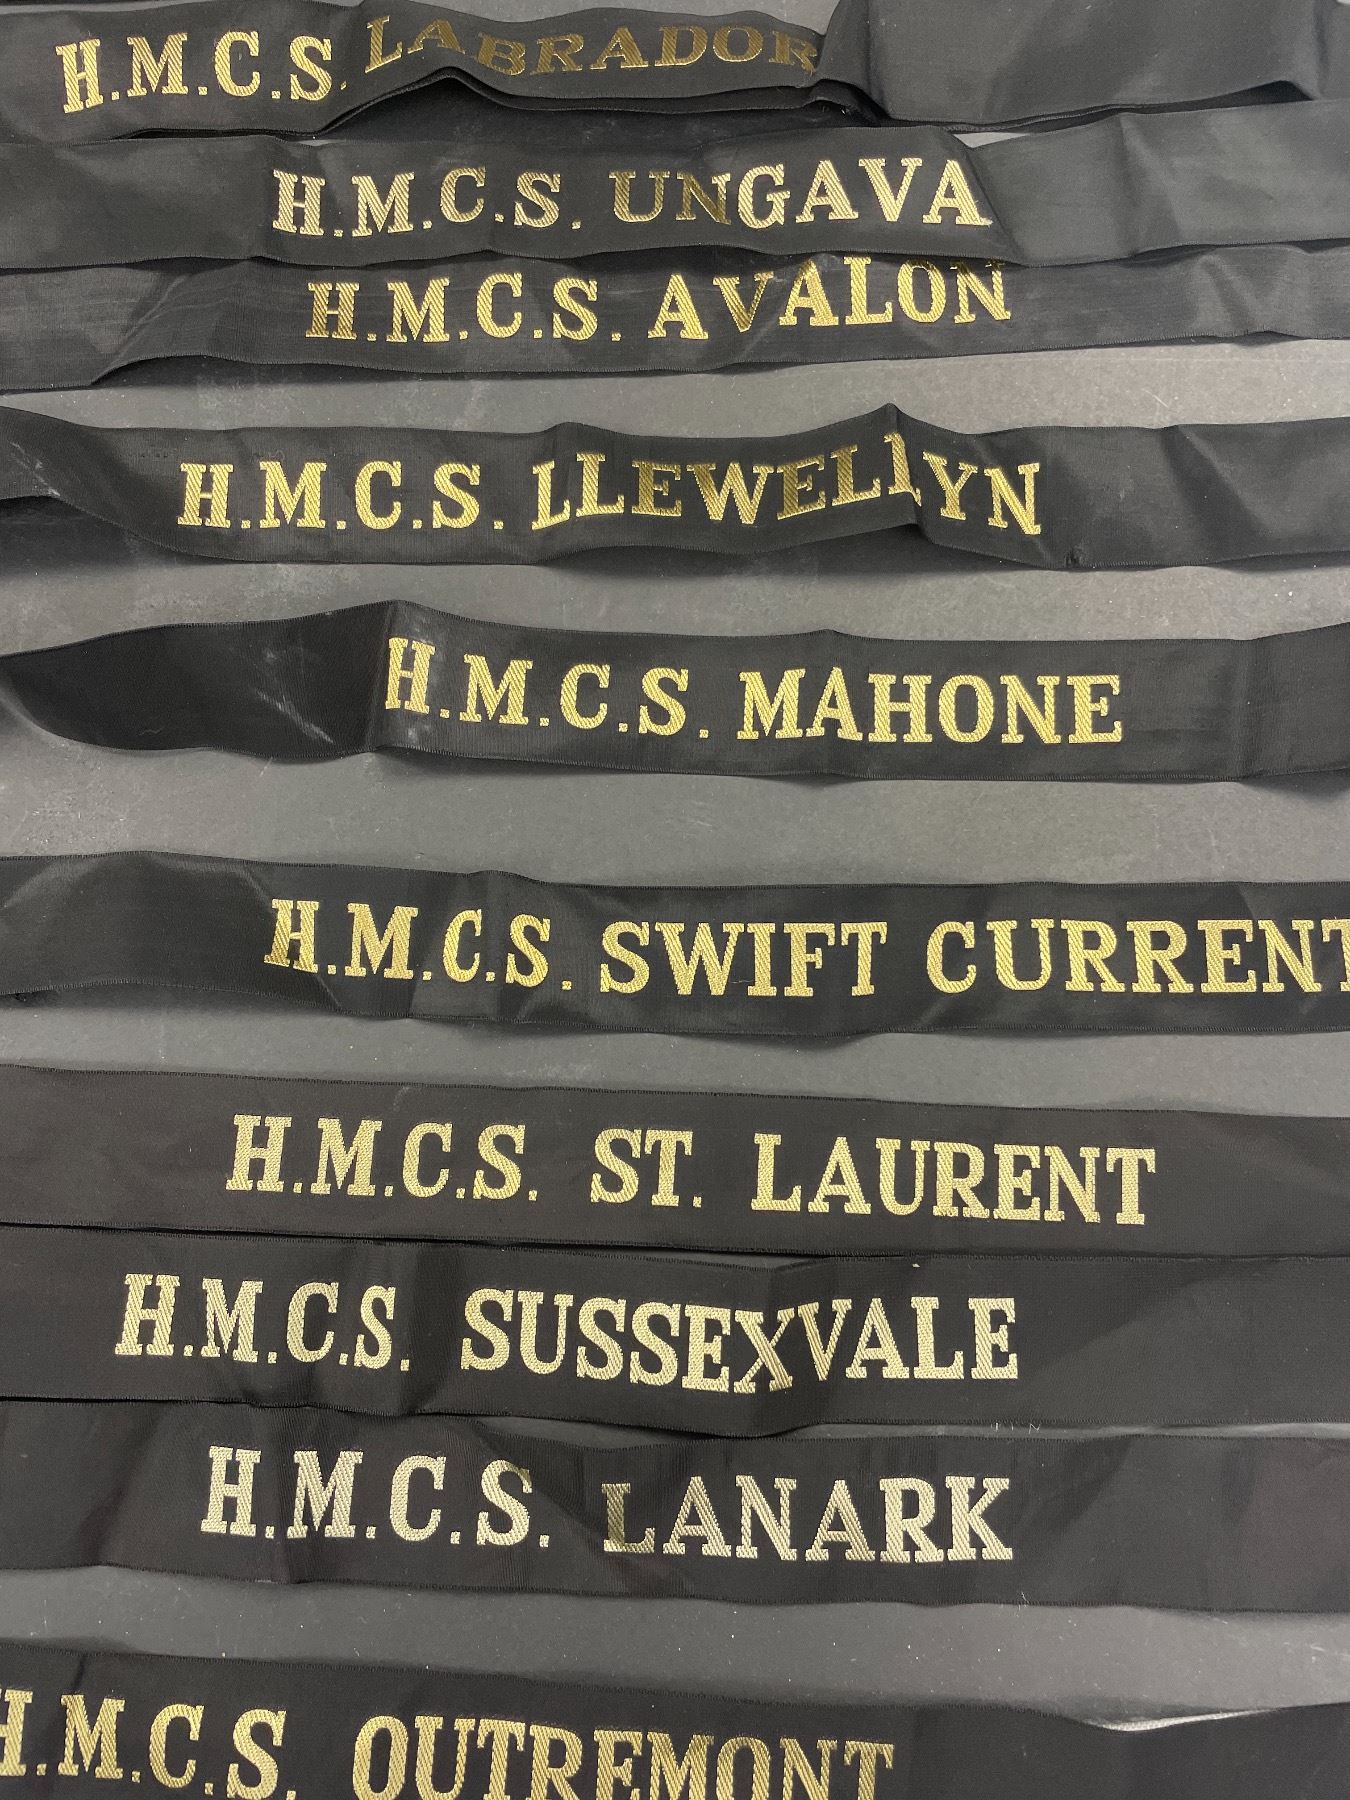 H.M.C.S. LABRADOR
H.M.C.S. UNGAVA
H.M.C.S. AVALON
H.M.C.S. LLEWELLYN
H.M.C.S. MAHONE
H.M.C.S. SWIFT CURRENT
H.M.C.S. ST. LAURENT
H.M.C.S. SUSSEXVALE
H.M.C.S. LANARK
H.M.C.S. OUTREMONT